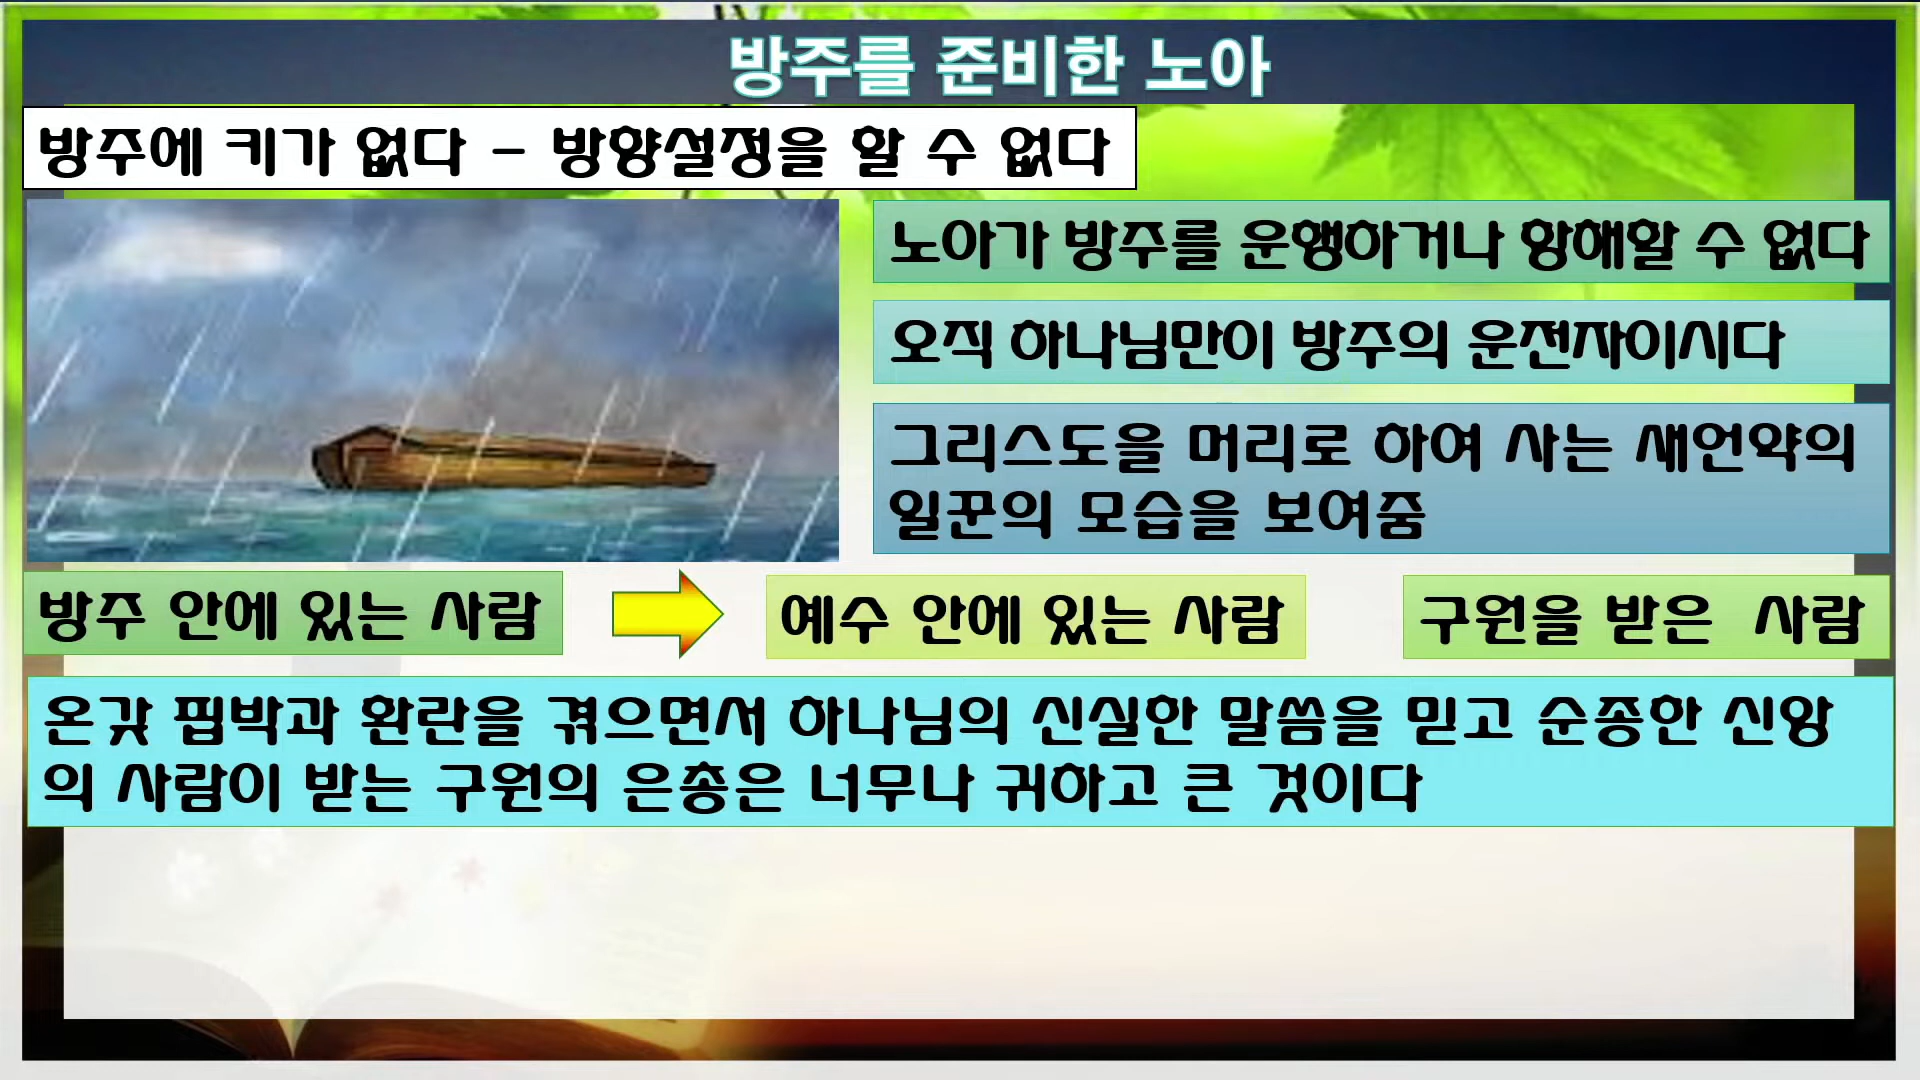 방주를 준비한 노아
방주에 키가 없다 - 방향설정을 할 수 없다
노아가 방주를 운행하거나 항해할 수 없다
오직 하나님만이 방주의 운전자이시다
그리스도을 머리로 하여 사는 새언약의
일꾼의 모습을 보여줌
방주 안에 있는 사람
예수 안에 있는 사람
구원을 받은 사람
온갖 핍박과 환란을 겪으면서 하나님의 신실한 말씀을 믿고 순종한 신앙
의 사람이 받는 구원의 은총은 너무나 귀하고 큰 것이다